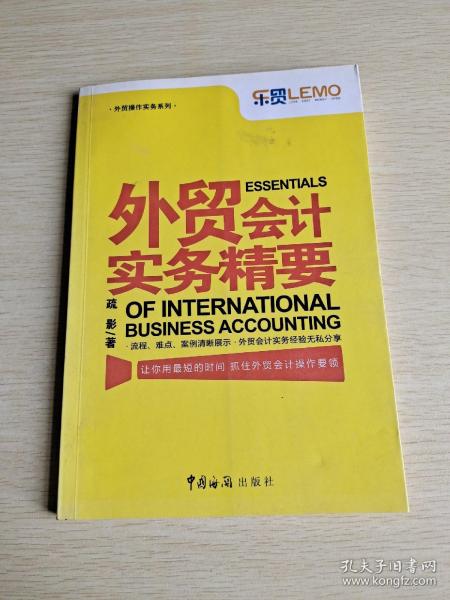 · 外贸操作实务系列 ·
乐贸LEMO
外贸会计
ESSENTIALS
实务精要
OF INTERNATIONAL
BUSINESS ACCOUNTING
疏影/著
· 流程、难点、案例清晰展示 · 外贸会计实务经验无私分享
让你用最短的时间 抓住外贸会计操作要领
中国海关出版社
孔夫子旧书网
www.kongfz.com